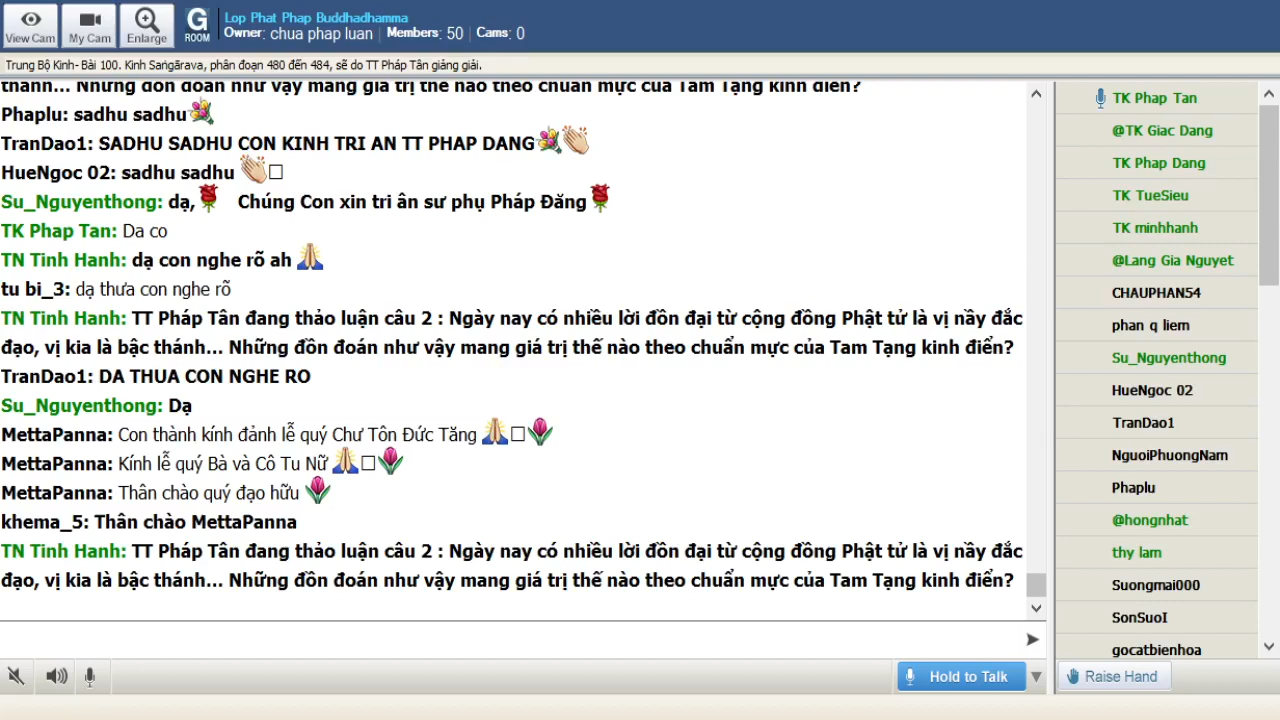 View Cam
My Cam
Enlarge
G
ROOM
Lop Phat Phap Buddhadhamma
Owner: chua phap luan | Members: 50 | Cams: 0
Trung Bộ Kinh- Bài 100. Kinh Saṅgārava, phân đoạn 480 đến 484, sẽ do TT Pháp Tân giảng giải.
thánh... Những đồn đoán như vậy mang giá trị thế nào theo chuẩn mực của Tam Tạng kinh điển?
Phaplu: sadhu sadhu
TranDao1: SADHU SADHU CON KINH TRI AN TT PHAP DANG
HueNgoc 02: sadhu sadhu
Su_Nguyenthong: dạ, Chúng Con xin tri ân sư phụ Pháp Đăng
TK Phap Tan: Da co
TN Tinh Hanh: dạ con nghe rõ ah
tu bi_3: dạ thưa con nghe rõ
TN Tinh Hanh: TT Pháp Tân đang thảo luận câu 2 : Ngày nay có nhiều lời đồn đại từ cộng đồng Phật tử là vị nầy đắc
đạo, vị kia là bậc thánh... Những đồn đoán như vậy mang giá trị thế nào theo chuẩn mực của Tam Tạng kinh điển?
TranDao1: DA THUA CON NGHE RO
Su_Nguyenthong: Dạ
MettaPanna: Con thành kính đảnh lễ quý Chư Tôn Đức Tăng
MettaPanna: Kính lễ quý Bà và Cô Tu Nữ
MettaPanna: Thân chào quý đạo hữu
khema_5: Thân chào MettaPanna
TN Tinh Hanh: TT Pháp Tân đang thảo luận câu 2 : Ngày nay có nhiều lời đồn đại từ cộng đồng Phật tử là vị nầy đắc
đạo, vị kia là bậc thánh... Những đồn đoán như vậy mang giá trị thế nào theo chuẩn mực của Tam Tạng kinh điển?
Hold to Talk
TK Phap Tan
@TK Giac Dang
TK Phap Dang
TK TueSieu
TK minhhanh
@Lang Gia Nguyet
CHAUPHAN54
phan q liem
Su_Nguyenthong
HueNgoc 02
TranDao1
NguoiPhuongNam
Phaplu
@hongnhat
thy lam
Suongmai000
SonSuoI
gocatbienhoa
Raise Hand